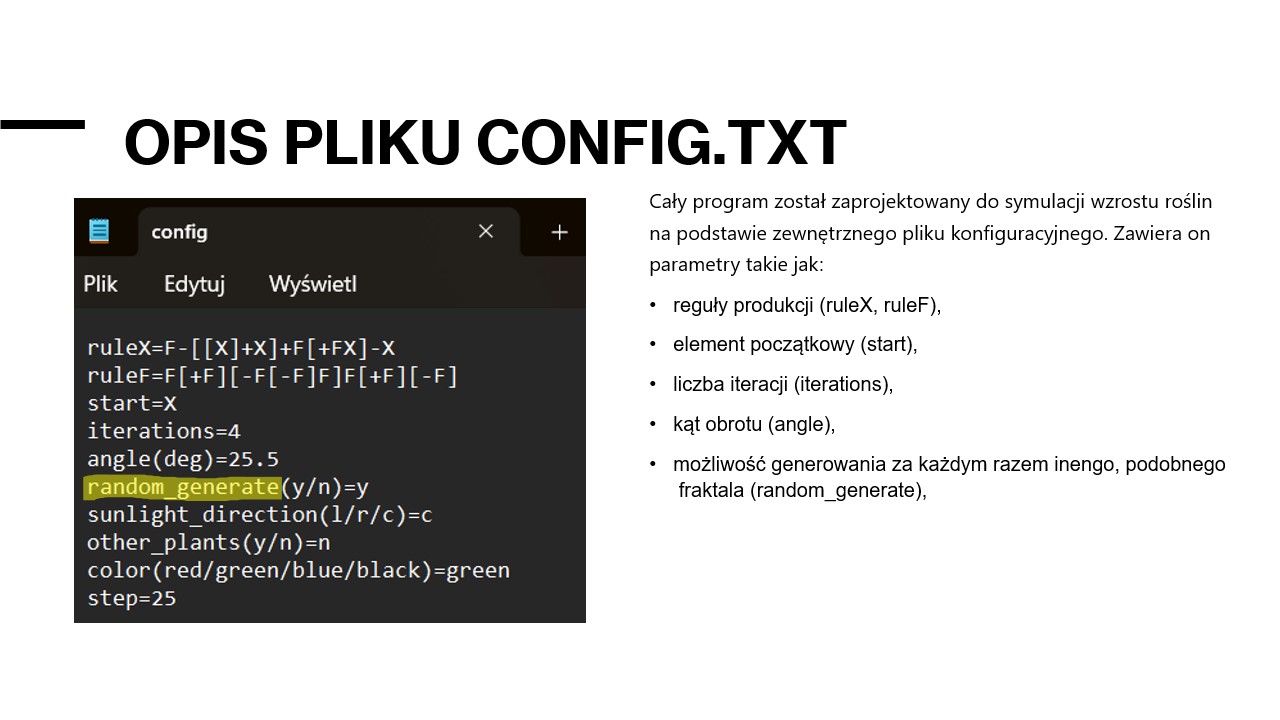 OPIS PLIKU CONFIG.TXT
config
Plik Edytuj Wyświetl
ruleX=F-[[X]+X]+F[+FX]-X
ruleF=F[+F][-F[-F]F]F[+F][-F]
start=X
iterations=4
angle(deg)=25.5
random_generate(y/n)=y
sunlight_direction(l/r/c)=c
other_plants(y/n)=n
color(red/green/blue/black)=green
step=25
Cały program został zaprojektowany do symulacji wzrostu roślin
na podstawie zewnętrznego pliku konfiguracyjnego. Zawiera on
parametry takie jak:
• reguły produkcji (ruleX, ruleF),
• element początkowy (start),
• liczba iteracji (iterations),
• kąt obrotu (angle),
• możliwość generowania za każdym razem inengo, podobnego
fraktala (random_generate),